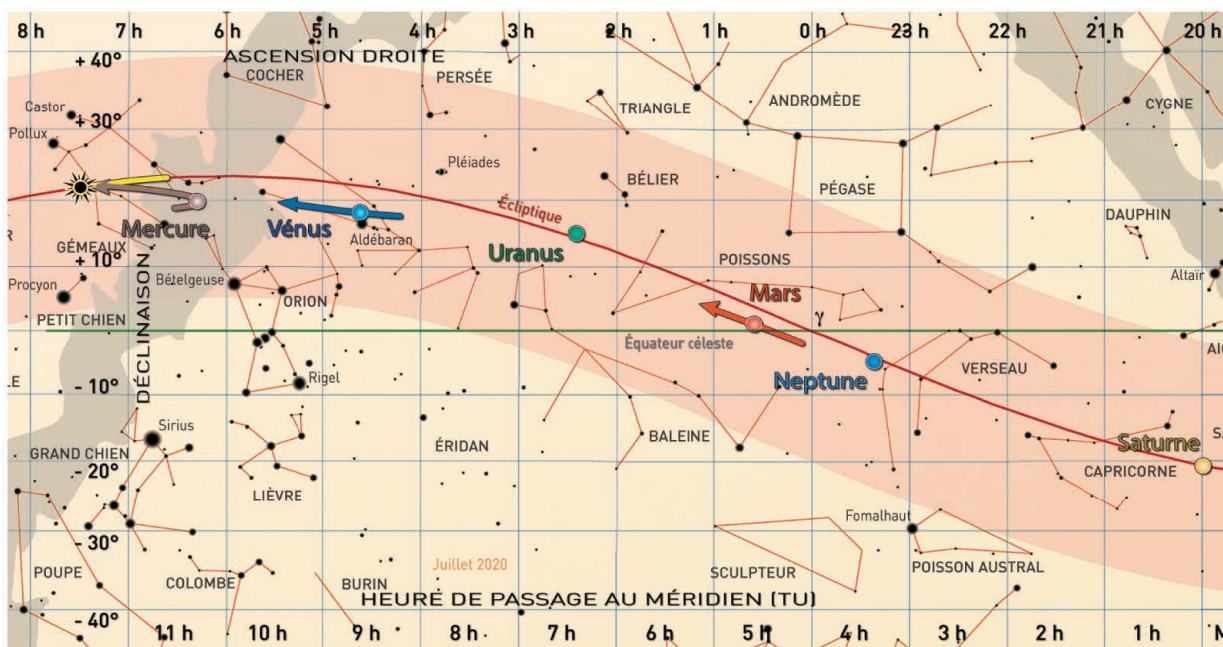 8 h 7 h 6 h 5 h 4 h 3 h 2 h 1 h 0 h 23 h 22 h 21 h 20 h
ASCENSION DROITE
+ 40°
COCHER
PERSÉE
ANDROMÈDE
CYGNE
Castor
TRIANGLE
+ 30°
Pollux
Pléiades
BÉLIER
PÉGASE
Écliptique
DAUPHIN
Mercure
Vénus
Aldébaran
Uranus
GÉMEAUX
+ 10°
POISSONS
Altaïr
Procyon
Bételgeuse
ORION
Mars
PETIT CHIEN
γ
Équateur céleste
DÉCLINAISON
VERSEAU
Neptune
Rigel
- 10°
Sirius
BALEINE
ÉRIDAN
Saturne
GRAND CHIEN
- 20°
CAPRICORNE
LIÈVRE
Fomalhaut
- 30°
Juillet 2020
POUPE
COLOMBE
BURIN
SCULPTEUR
POISSON AUSTRAL
HEURE DE PASSAGE AU MÉRIDIEN (TU)
- 40°
11 h 10 h 9 h 8 h 7 h 6 h 5 h 4 h 3 h 2 h 1 h